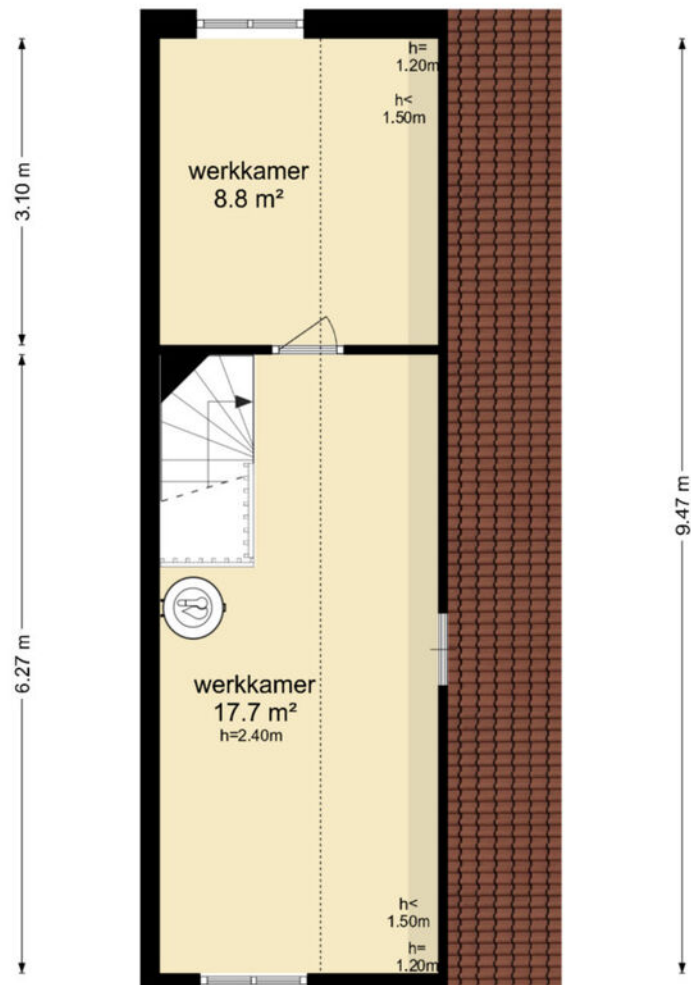 h=
1.20m
h<
1.50m
werkkamer
8.8 m²
3.10 m
9.47 m
6.27 m
werkkamer
17.7 m²
h=2.40m
h<
1.50m
h=
1.20m